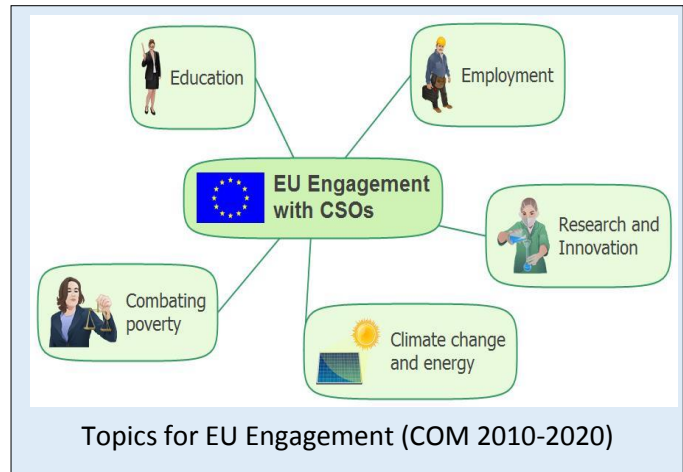 Education
Employment
EU Engagement
with CSOs
Research and
Innovation
Combating
poverty
Climate change
and energy
Topics for EU Engagement (COM 2010-2020)